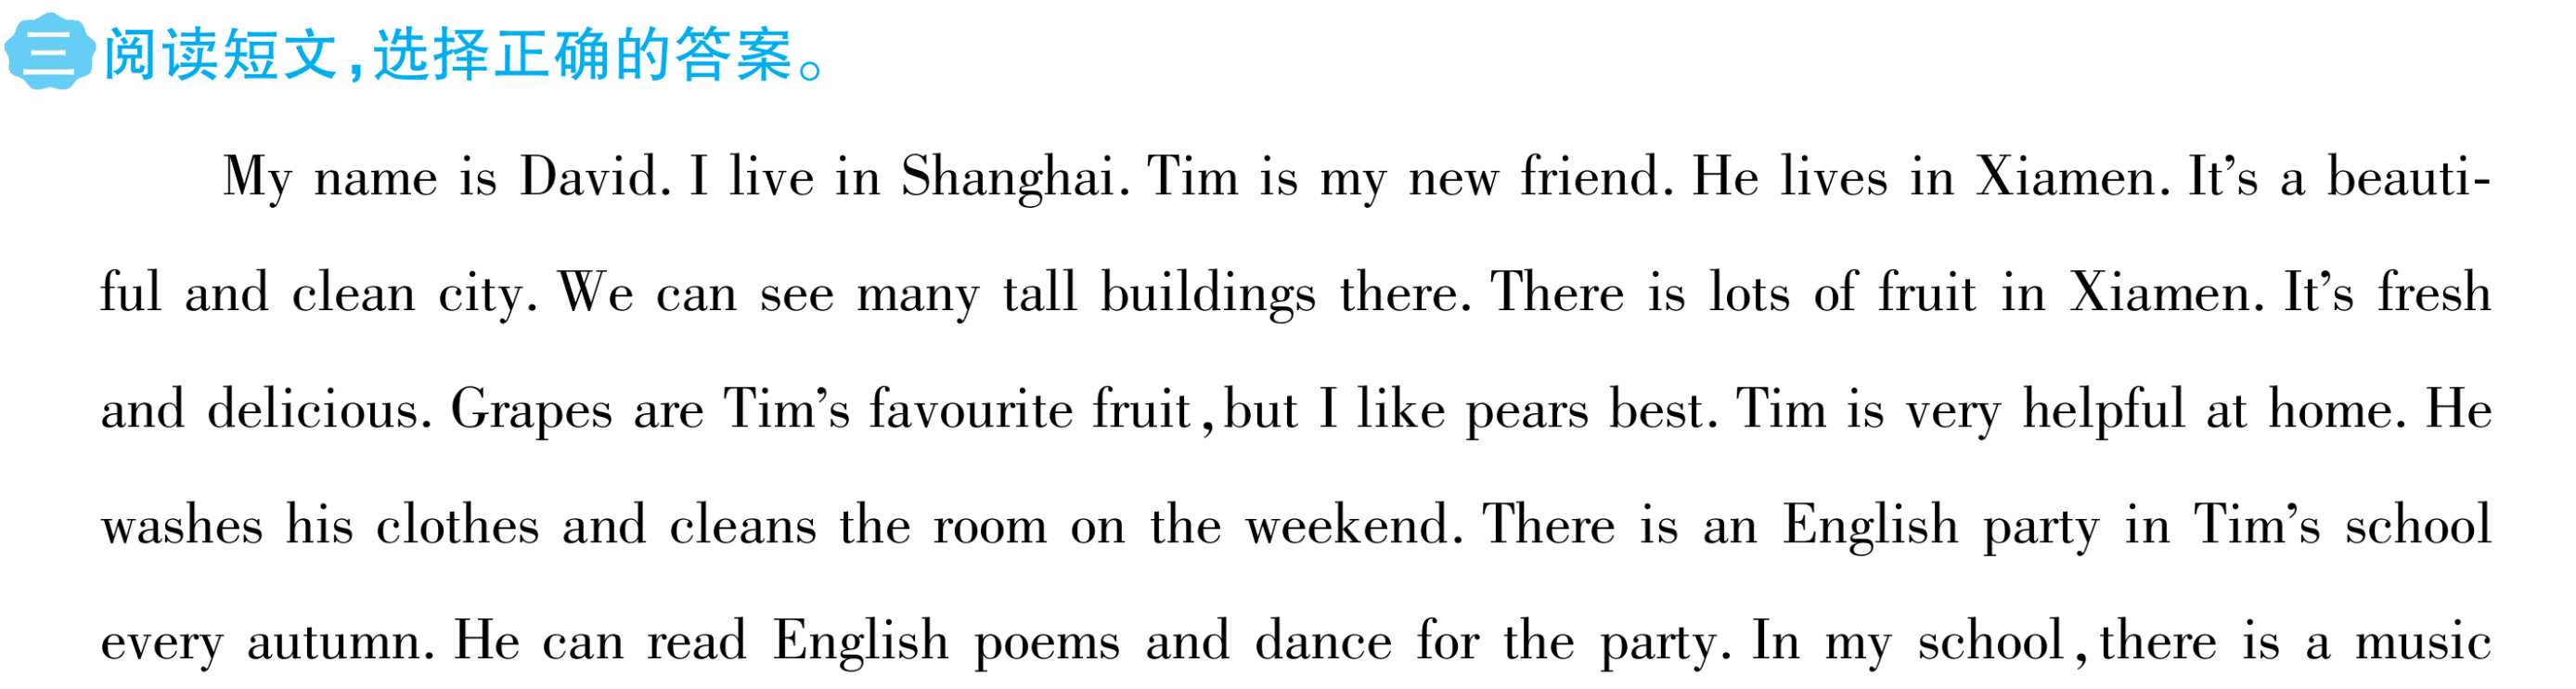 三 阅读短文,选择正确的答案。
My name is David. I live in Shanghai. Tim is my new friend. He lives in Xiamen. It's a beauti-
ful and clean city. We can see many tall buildings there. There is lots of fruit in Xiamen. It's fresh
and delicious. Grapes are Tim's favourite fruit,but I like pears best. Tim is very helpful at home. He
washes his clothes and cleans the room on the weekend. There is an English party in Tim's school
every autumn. He can read English poems and dance for the party. In my school,there is a music